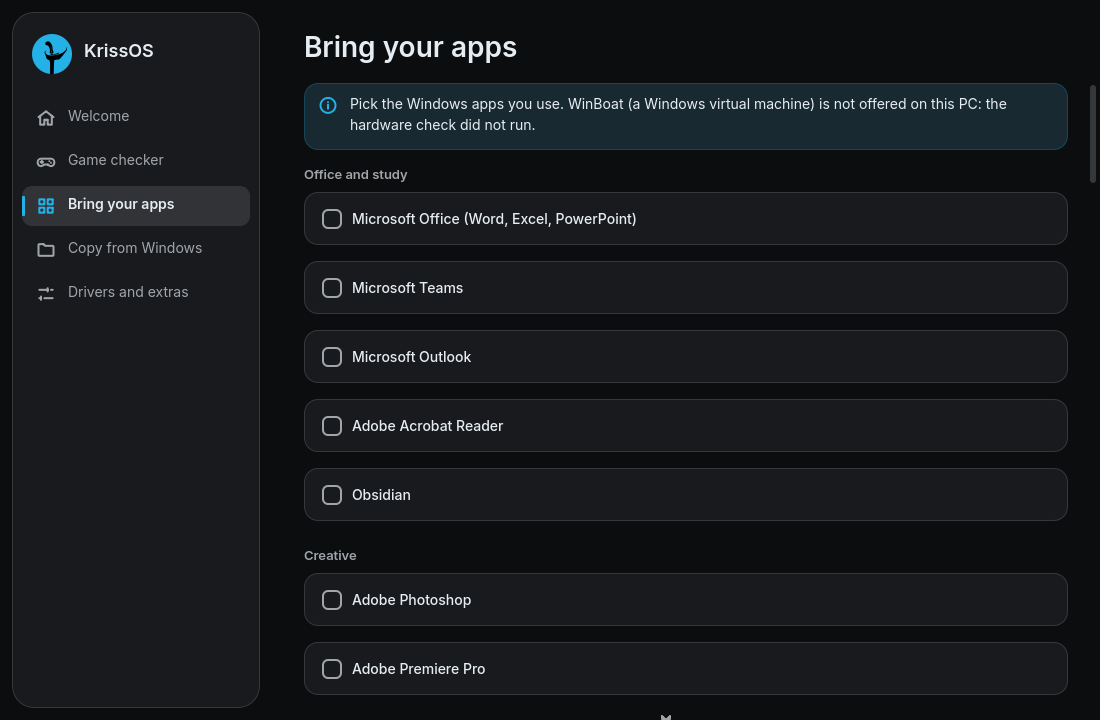 KrissOS
Welcome
Game checker
Bring your apps
Copy from Windows
Drivers and extras
Bring your apps
Pick the Windows apps you use. WinBoat (a Windows virtual machine) is not offered on this PC: the
hardware check did not run.
Office and study
Microsoft Office (Word, Excel, PowerPoint)
Microsoft Teams
Microsoft Outlook
Adobe Acrobat Reader
Obsidian
Creative
Adobe Photoshop
Adobe Premiere Pro